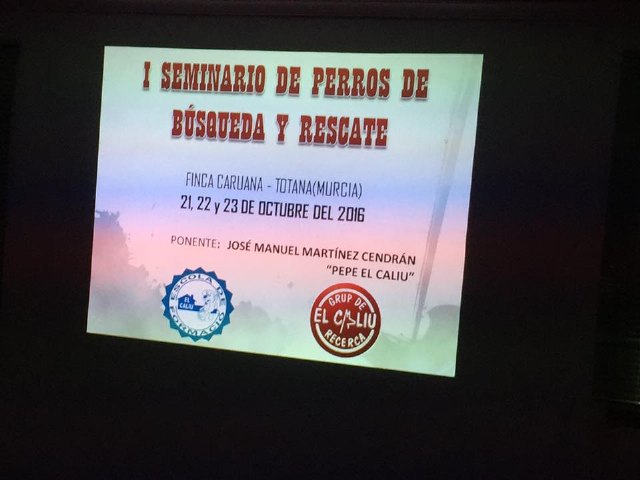 I SEMINARIO DE PERROS DE
BÚSQUEDA Y RESCATE
FINCA CARUANA - TOTANA(MURCIA)
21, 22 y 23 DE OCTUBRE DEL 2016
PONENTE: JOSÉ MANUEL MARTÍNEZ CENDRÁN
"PEPE EL CALIU"
ESCOLA DE
EL
CALIU
FORMACIÓ
GRUP DE
EL CALIU
RECERCA